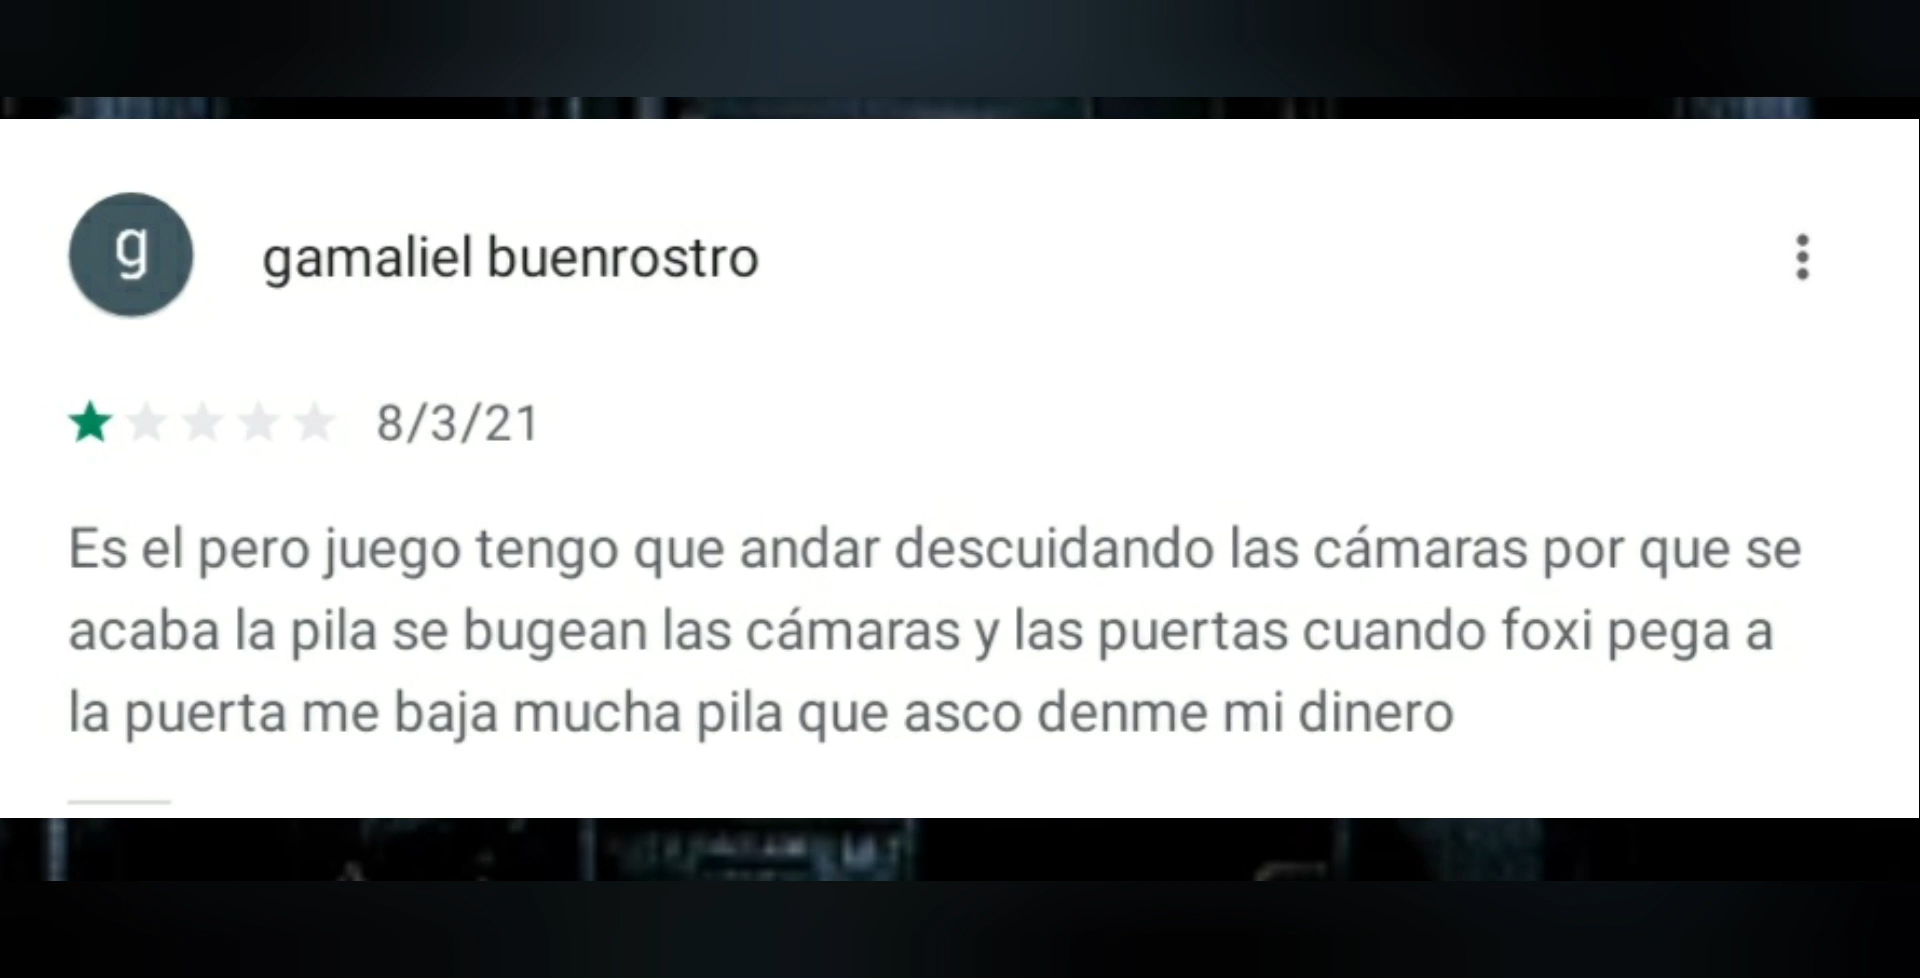 g
gamaliel buenrostro
8/3/21
Es el pero juego tengo que andar descuidando las cámaras por que se
acaba la pila se bugean las cámaras y las puertas cuando foxi pega a
la puerta me baja mucha pila que asco denme mi dinero